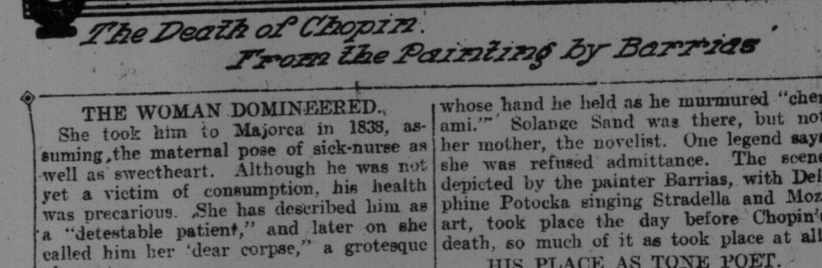 The Death of Chopin.
From the Painting by Barrias
THE WOMAN DOMINEERED.
She took him to Majorca in 1838, as-
suming the maternal pose of sick-nurse as
well as sweetheart. Although he was not
yet a victim of consumption, his health
was precarious. She has described him as
a "detestable patient," and later on she
called him her 'dear corpse," a grotesque
whose hand he held as he murmured "cher
ami."' Solange Sand was there, but not
her mother, the novelist. One legend says
she was refused admittance. The scene
depicted by the painter Barrias, with Del
phine Potocka singing Stradella and Moz
art, took place the day before Chopin's
death, so much of it as took place at all
HIS PLACE AS TONE POET.